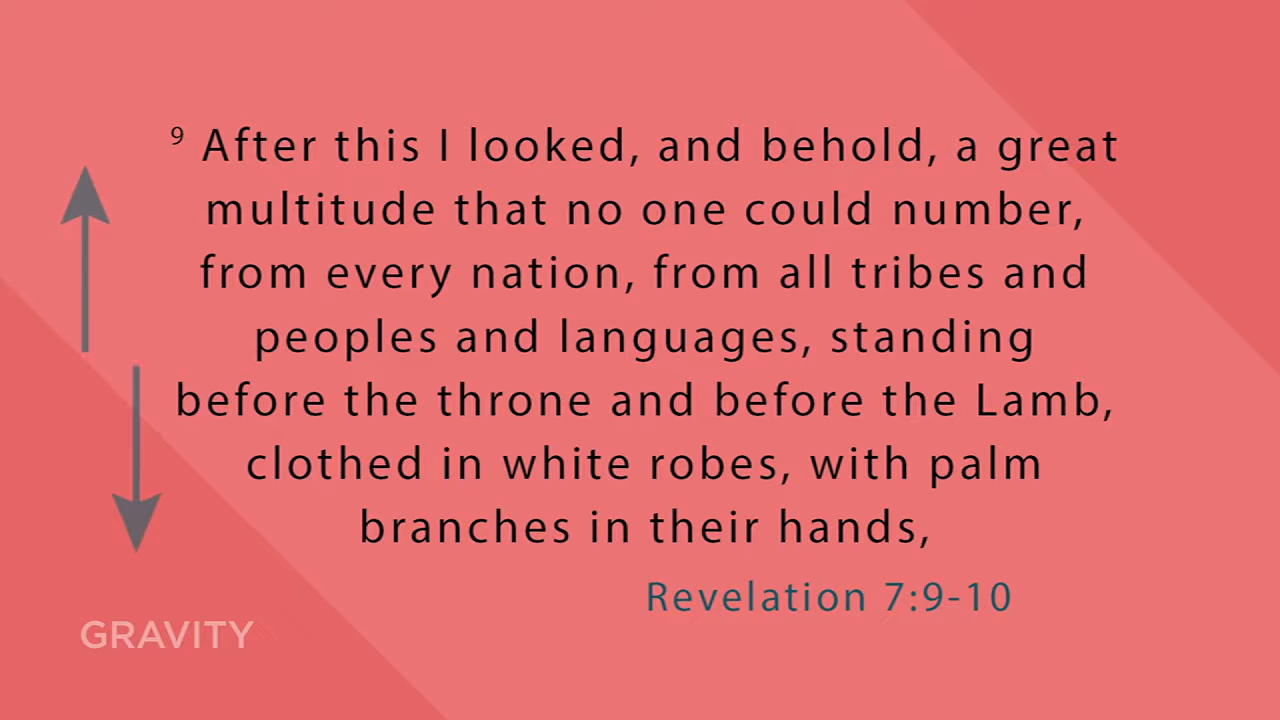 ⁹ After this I looked, and behold, a great
multitude that no one could number,
from every nation, from all tribes and
peoples and languages, standing
before the throne and before the Lamb,
clothed in white robes, with palm
branches in their hands,
Revelation 7:9-10
GRAVITY